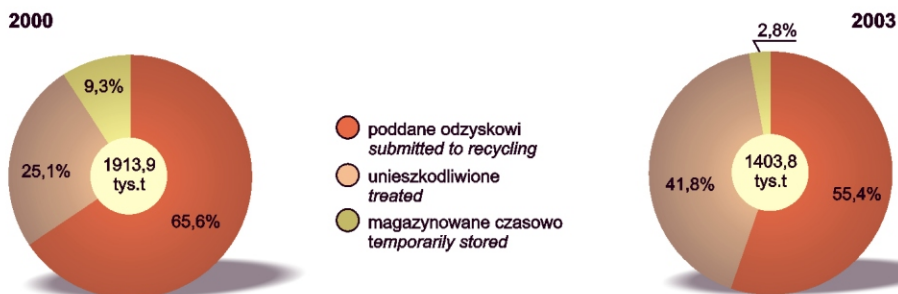 2000
9,3%
25,1%
1913,9
tys.t
65,6%
poddane odzyskowi
submitted to recycling
unieszkodliwione
treated
magazynowane czasowo
temporarily stored
2003
2,8%
41,8%
1403,8
tys.t
55,4%